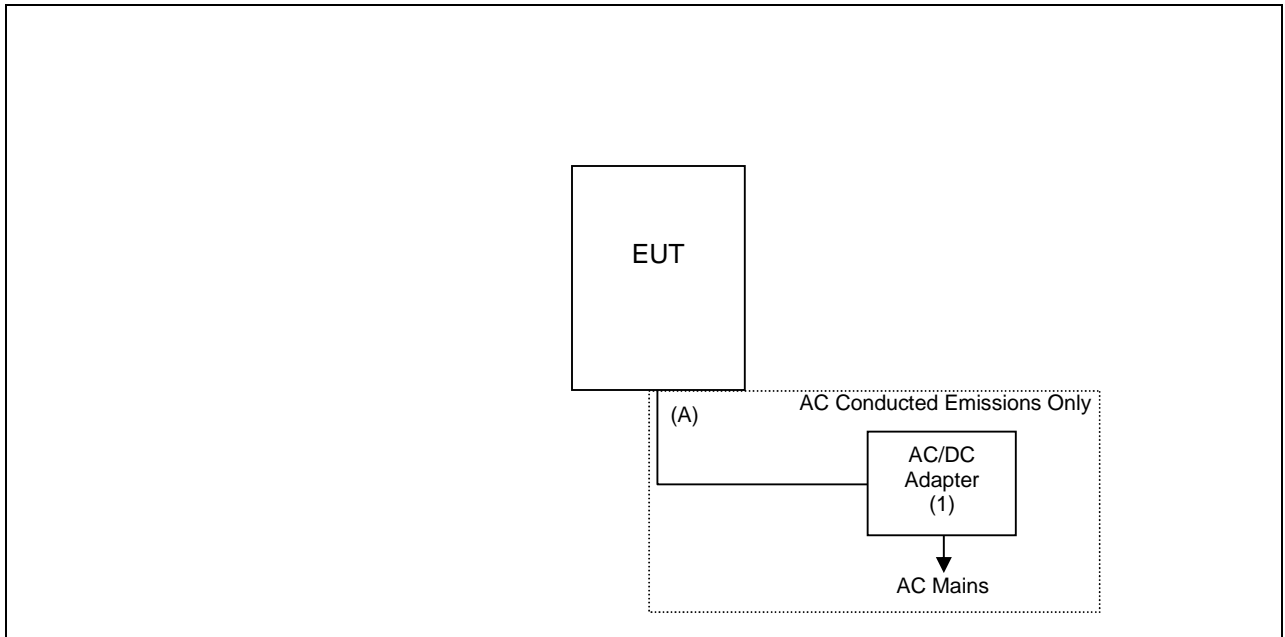 EUT
(A)
AC Conducted Emissions Only
AC/DC
Adapter
(1)
AC Mains